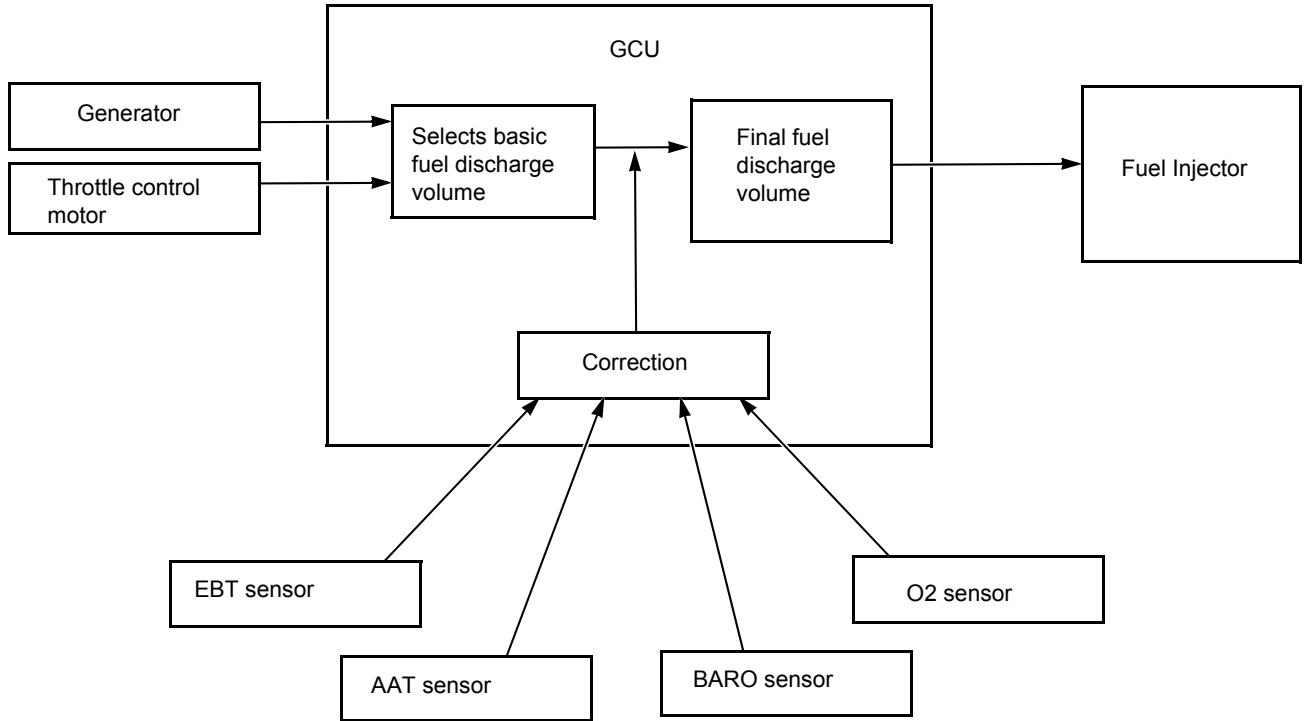 GCU
Generator
Throttle control
motor
Selects basic
fuel discharge
volume
Final fuel
discharge
volume
Fuel Injector
Correction
EBT sensor
AAT sensor
BARO sensor
O2 sensor